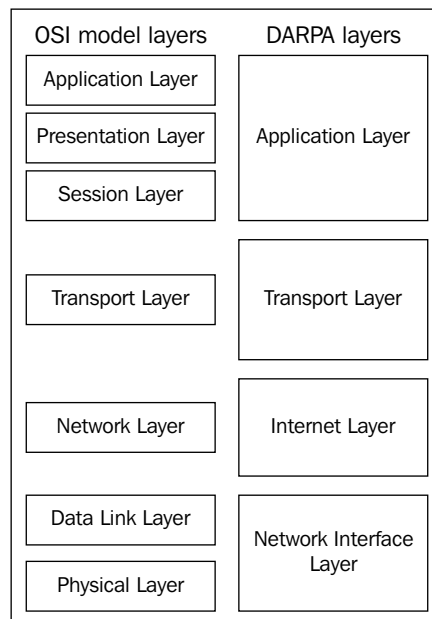 OSI model layers
DARPA layers
Application Layer
Presentation Layer
Session Layer
Application Layer
Transport Layer
Transport Layer
Network Layer
Internet Layer
Data Link Layer
Physical Layer
Network Interface
Layer